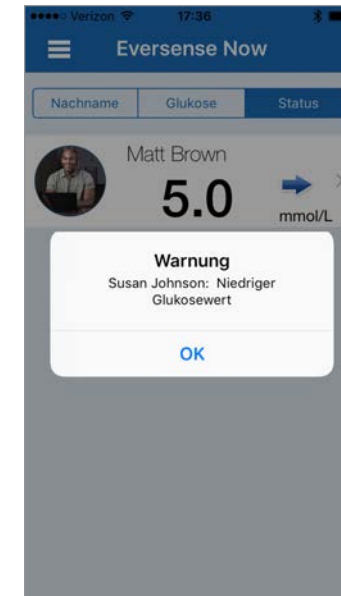 Verizon 17:36
Eversense Now
Nachname Glukose Status
Matt Brown
5.0
mmol/L
Warnung
Susan Johnson: Niedriger
Glukosewert
OK